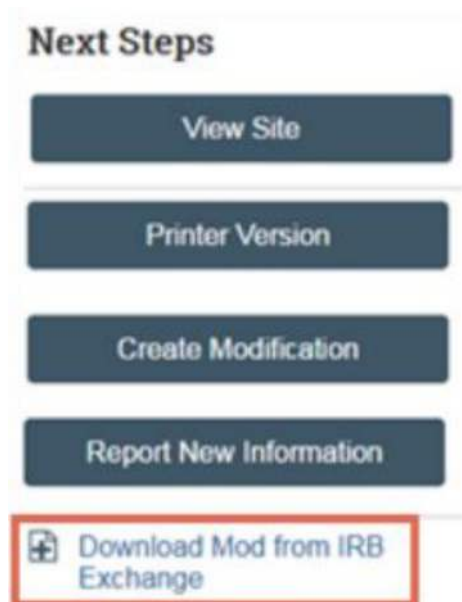 Next Steps
View Site
Printer Version
Create Modification
Report New Information
Download Mod from IRB
Exchange